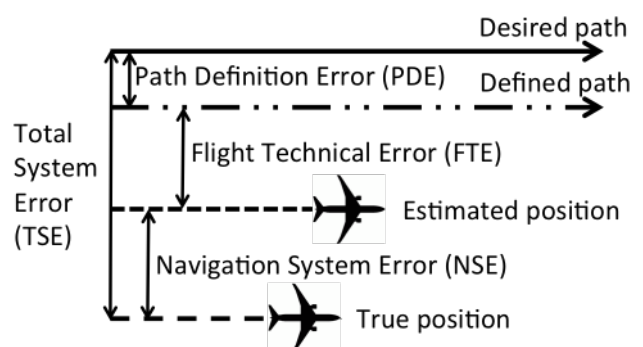 Desired path
Path Definition Error (PDE)
Defined path
Total
System
Error
(TSE)
Flight Technical Error (FTE)
Estimated position
Navigation System Error (NSE)
True position